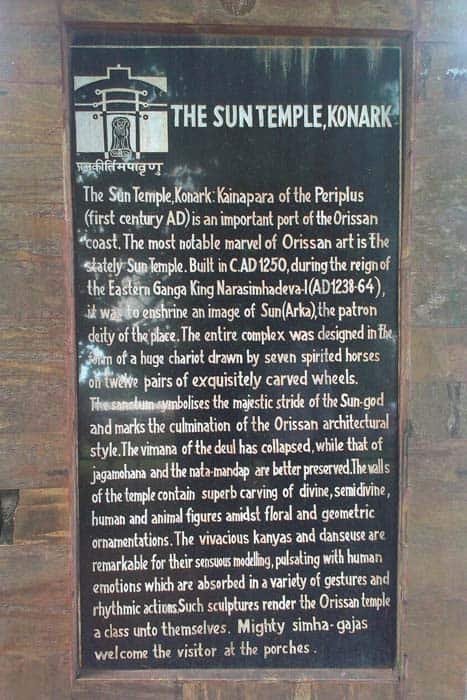 THE SUN TEMPLE, KONARK
प्रत्नकीर्तिमपावृणु
The Sun Temple, Konark: Kainapara of the Periplus
(first century AD) is an important port of the Orissan
coast. The most notable marvel of Orissan art is the
stately Sun Temple. Built in C.AD 1250, during the reign of
the Eastern Ganga King Narasimhadeva-I (AD 1238-64),
it was to enshrine an image of Sun (Arka), the patron
deity of the place. The entire complex was designed in the
form of a huge chariot drawn by seven spirited horses
on twelve pairs of exquisitely carved wheels.
The sanctum symbolises the majestic stride of the Sun-god
and marks the culmination of the Orissan architectural
style. The vimana of the deul has collapsed, while that of
jagamohana and the nata-mandap are better preserved. The walls
of the temple contain superb carving of divine, semidivine,
human and animal figures amidst floral and geometric
ornamentations. The vivacious kanyas and danseuse are
remarkable for their sensuous modelling, pulsating with human
emotions which are absorbed in a variety of gestures and
rhythmic actions. Such sculptures render the Orissan temple
a class unto themselves. Mighty simha-gajas
welcome the visitor at the porches.